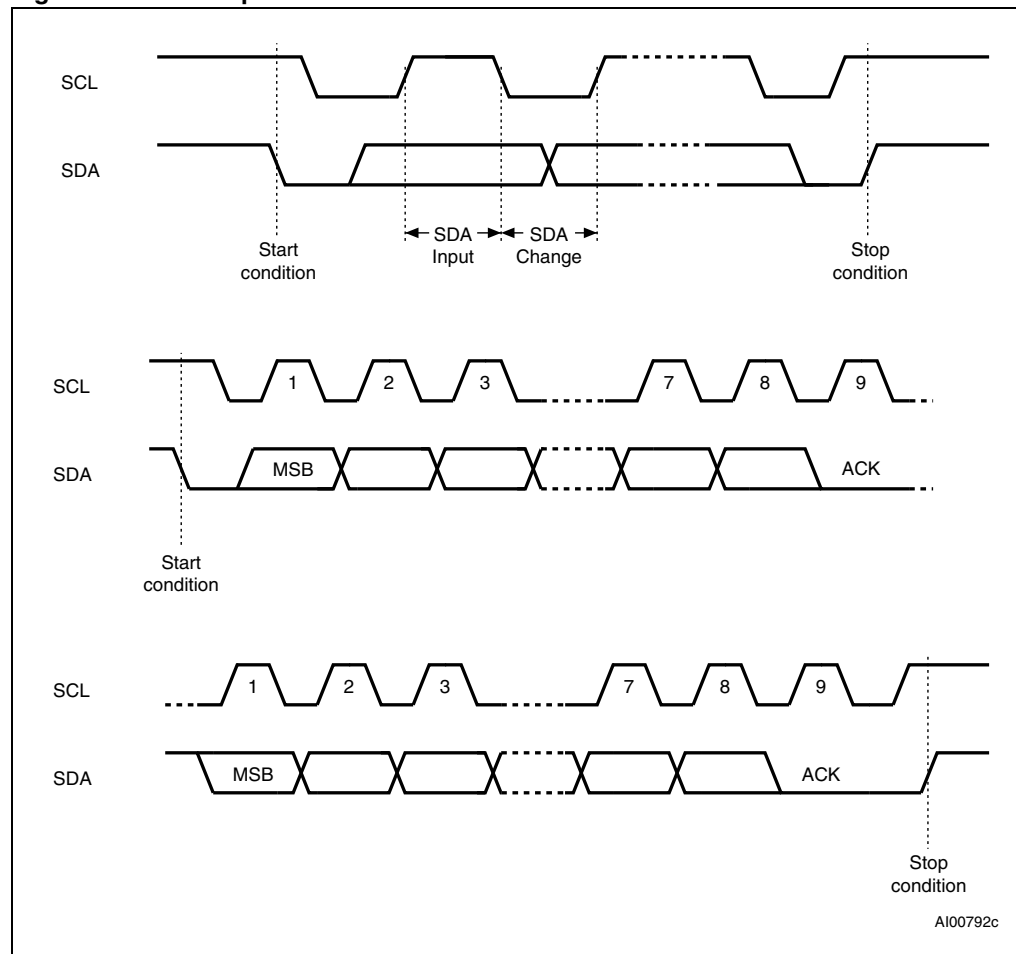 SCL
SDA
SDA Input
SDA Change
Start condition
Stop condition
SCL
1 2 3 7 8 9
SDA
MSB ACK
Start condition
SCL
1 2 3 7 8 9
SDA
MSB ACK
Stop condition
AI00792c